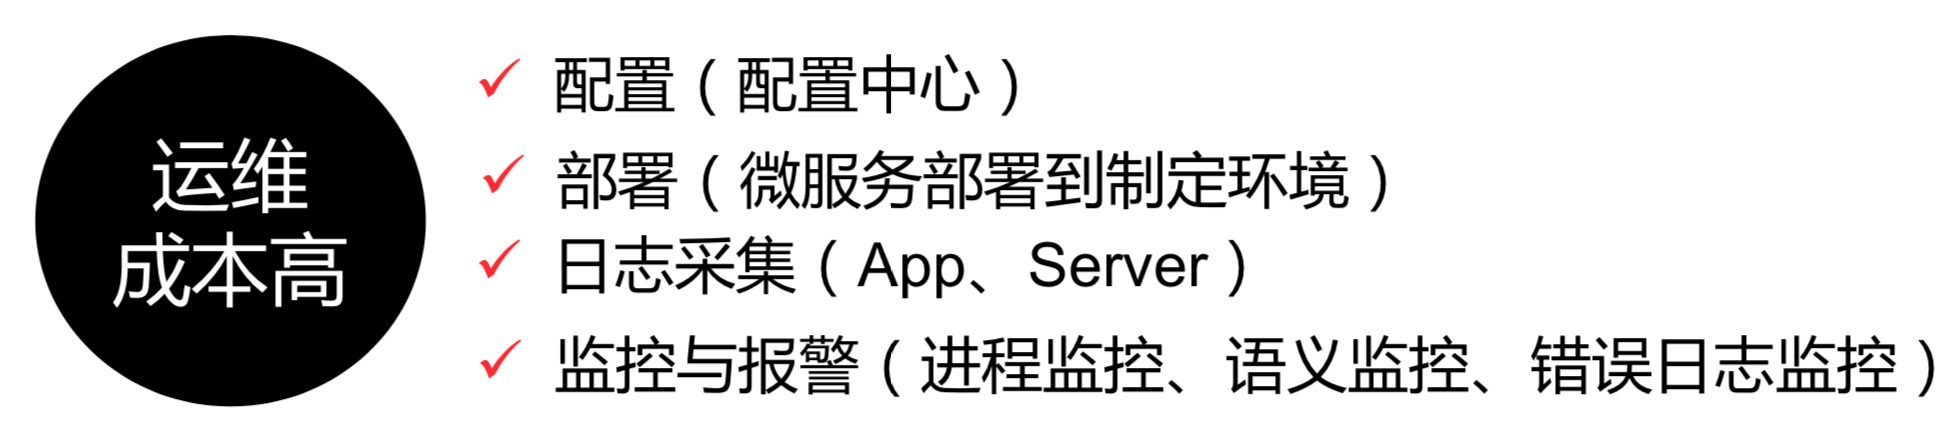 运维
成本高
配置（配置中心）
部署（微服务部署到制定环境）
日志采集（App、Server）
监控与报警（进程监控、语义监控、错误日志监控）